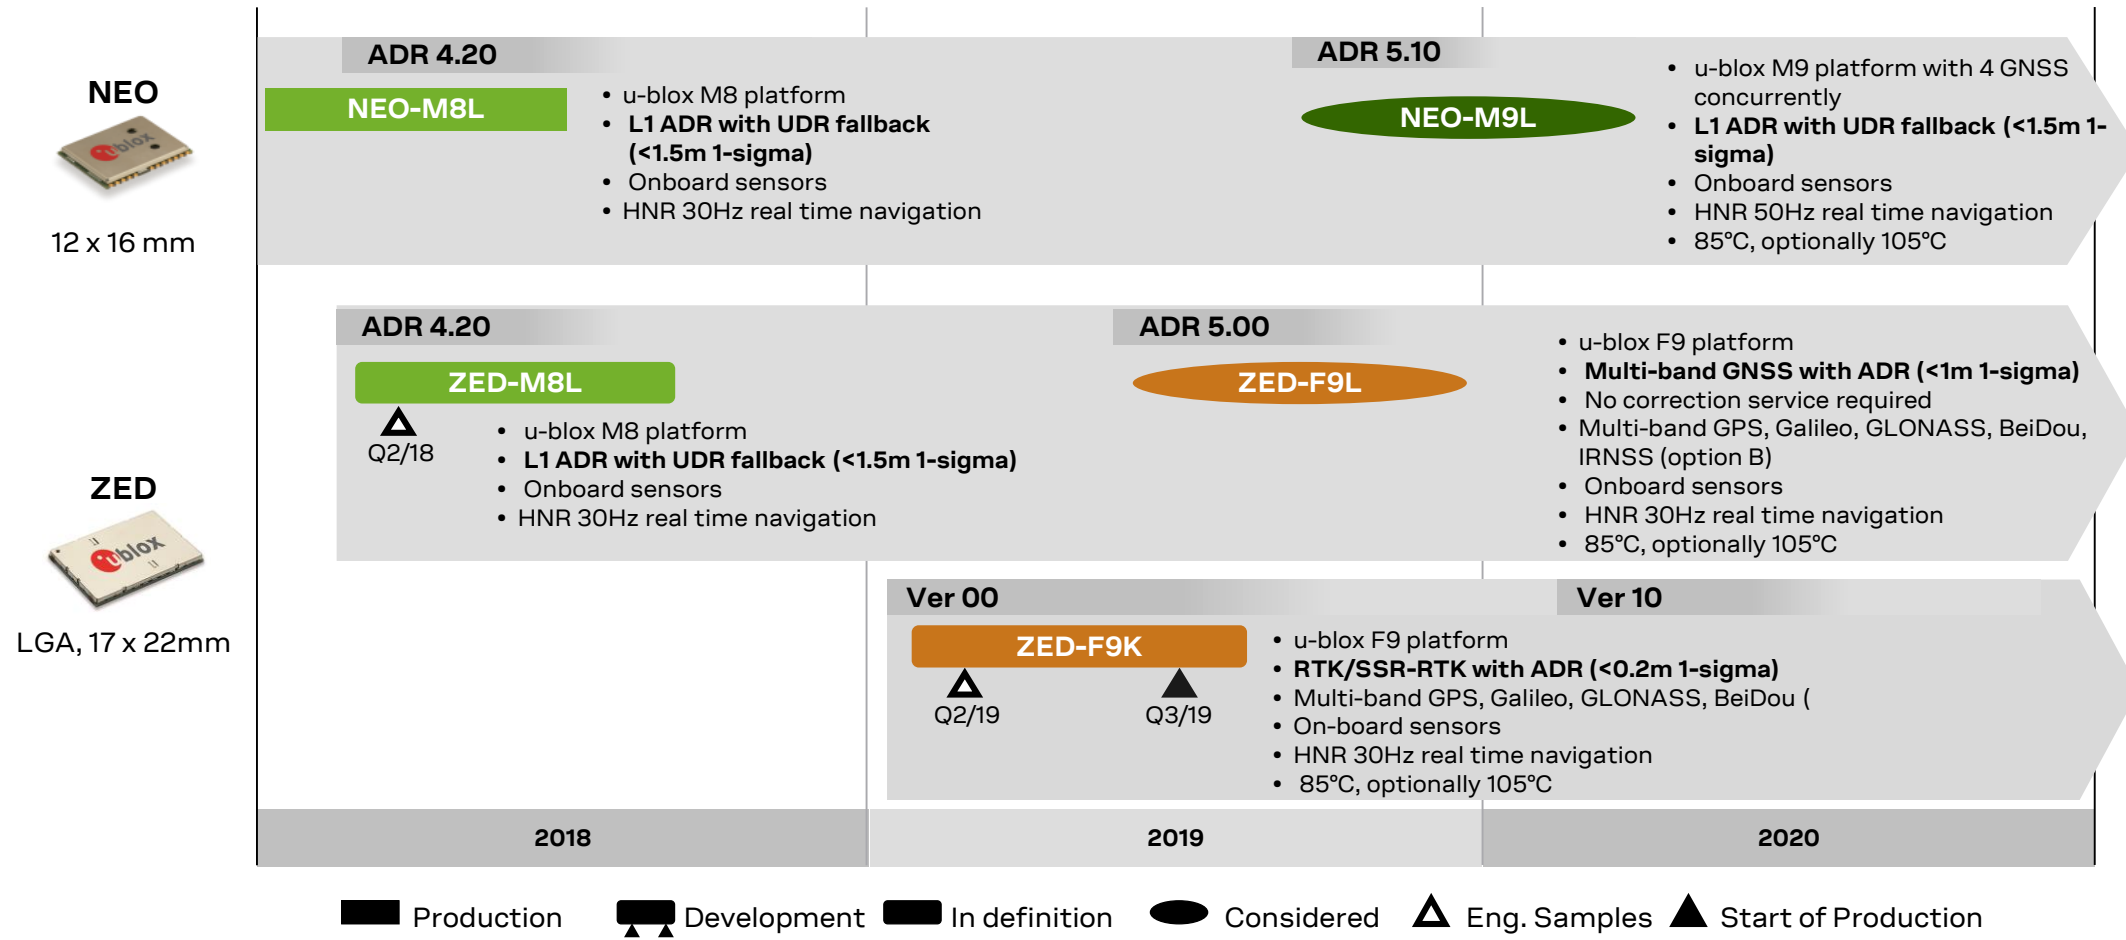 NEO
ublox
12 x 16 mm
ADR 4.20
NEO-M8L
• u-blox M8 platform
• L1 ADR with UDR fallback
(<1.5m 1-sigma)
• Onboard sensors
• HNR 30Hz real time navigation
ADR 5.10
NEO-M9L
• u-blox M9 platform with 4 GNSS
concurrently
• L1 ADR with UDR fallback (<1.5m 1-
sigma)
• Onboard sensors
• HNR 50Hz real time navigation
• 85°C, optionally 105°C
ZED
ublox
LGA, 17 x 22mm
ADR 4.20
ZED-M8L
Q2/18
• u-blox M8 platform
• L1 ADR with UDR fallback (<1.5m 1-sigma)
• Onboard sensors
• HNR 30Hz real time navigation
ADR 5.00
ZED-F9L
• u-blox F9 platform
• Multi-band GNSS with ADR (<1m 1-sigma)
• No correction service required
• Multi-band GPS, Galileo, GLONASS, BeiDou,
IRNSS (option B)
• Onboard sensors
• HNR 30Hz real time navigation
• 85°C, optionally 105°C
Ver 00
ZED-F9K
Q2/19
Q3/19
Ver 10
• u-blox F9 platform
• RTK/SSR-RTK with ADR (<0.2m 1-sigma)
• Multi-band GPS, Galileo, GLONASS, BeiDou (
• On-board sensors
• HNR 30Hz real time navigation
• 85°C, optionally 105°C
2018
2019
2020
Production
Development
In definition
Considered
Eng. Samples
Start of Production